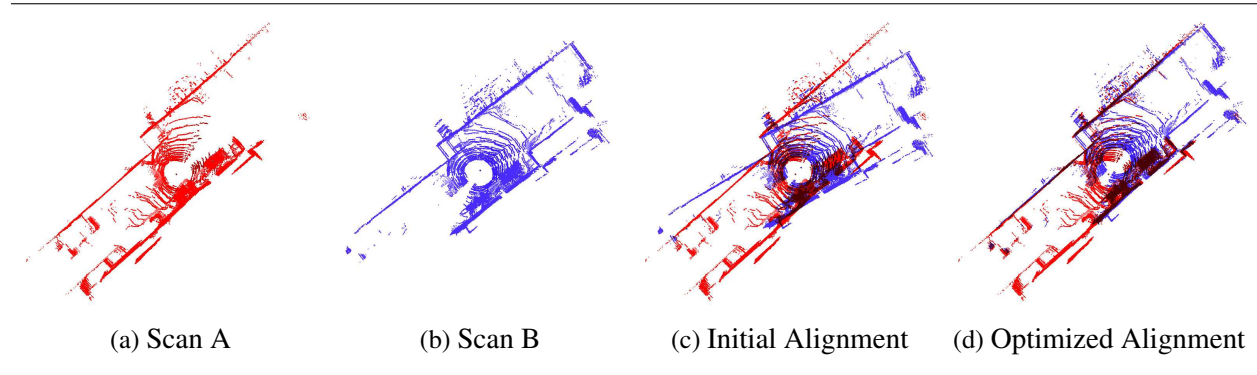 (a) Scan A
(b) Scan B
(c) Initial Alignment
(d) Optimized Alignment